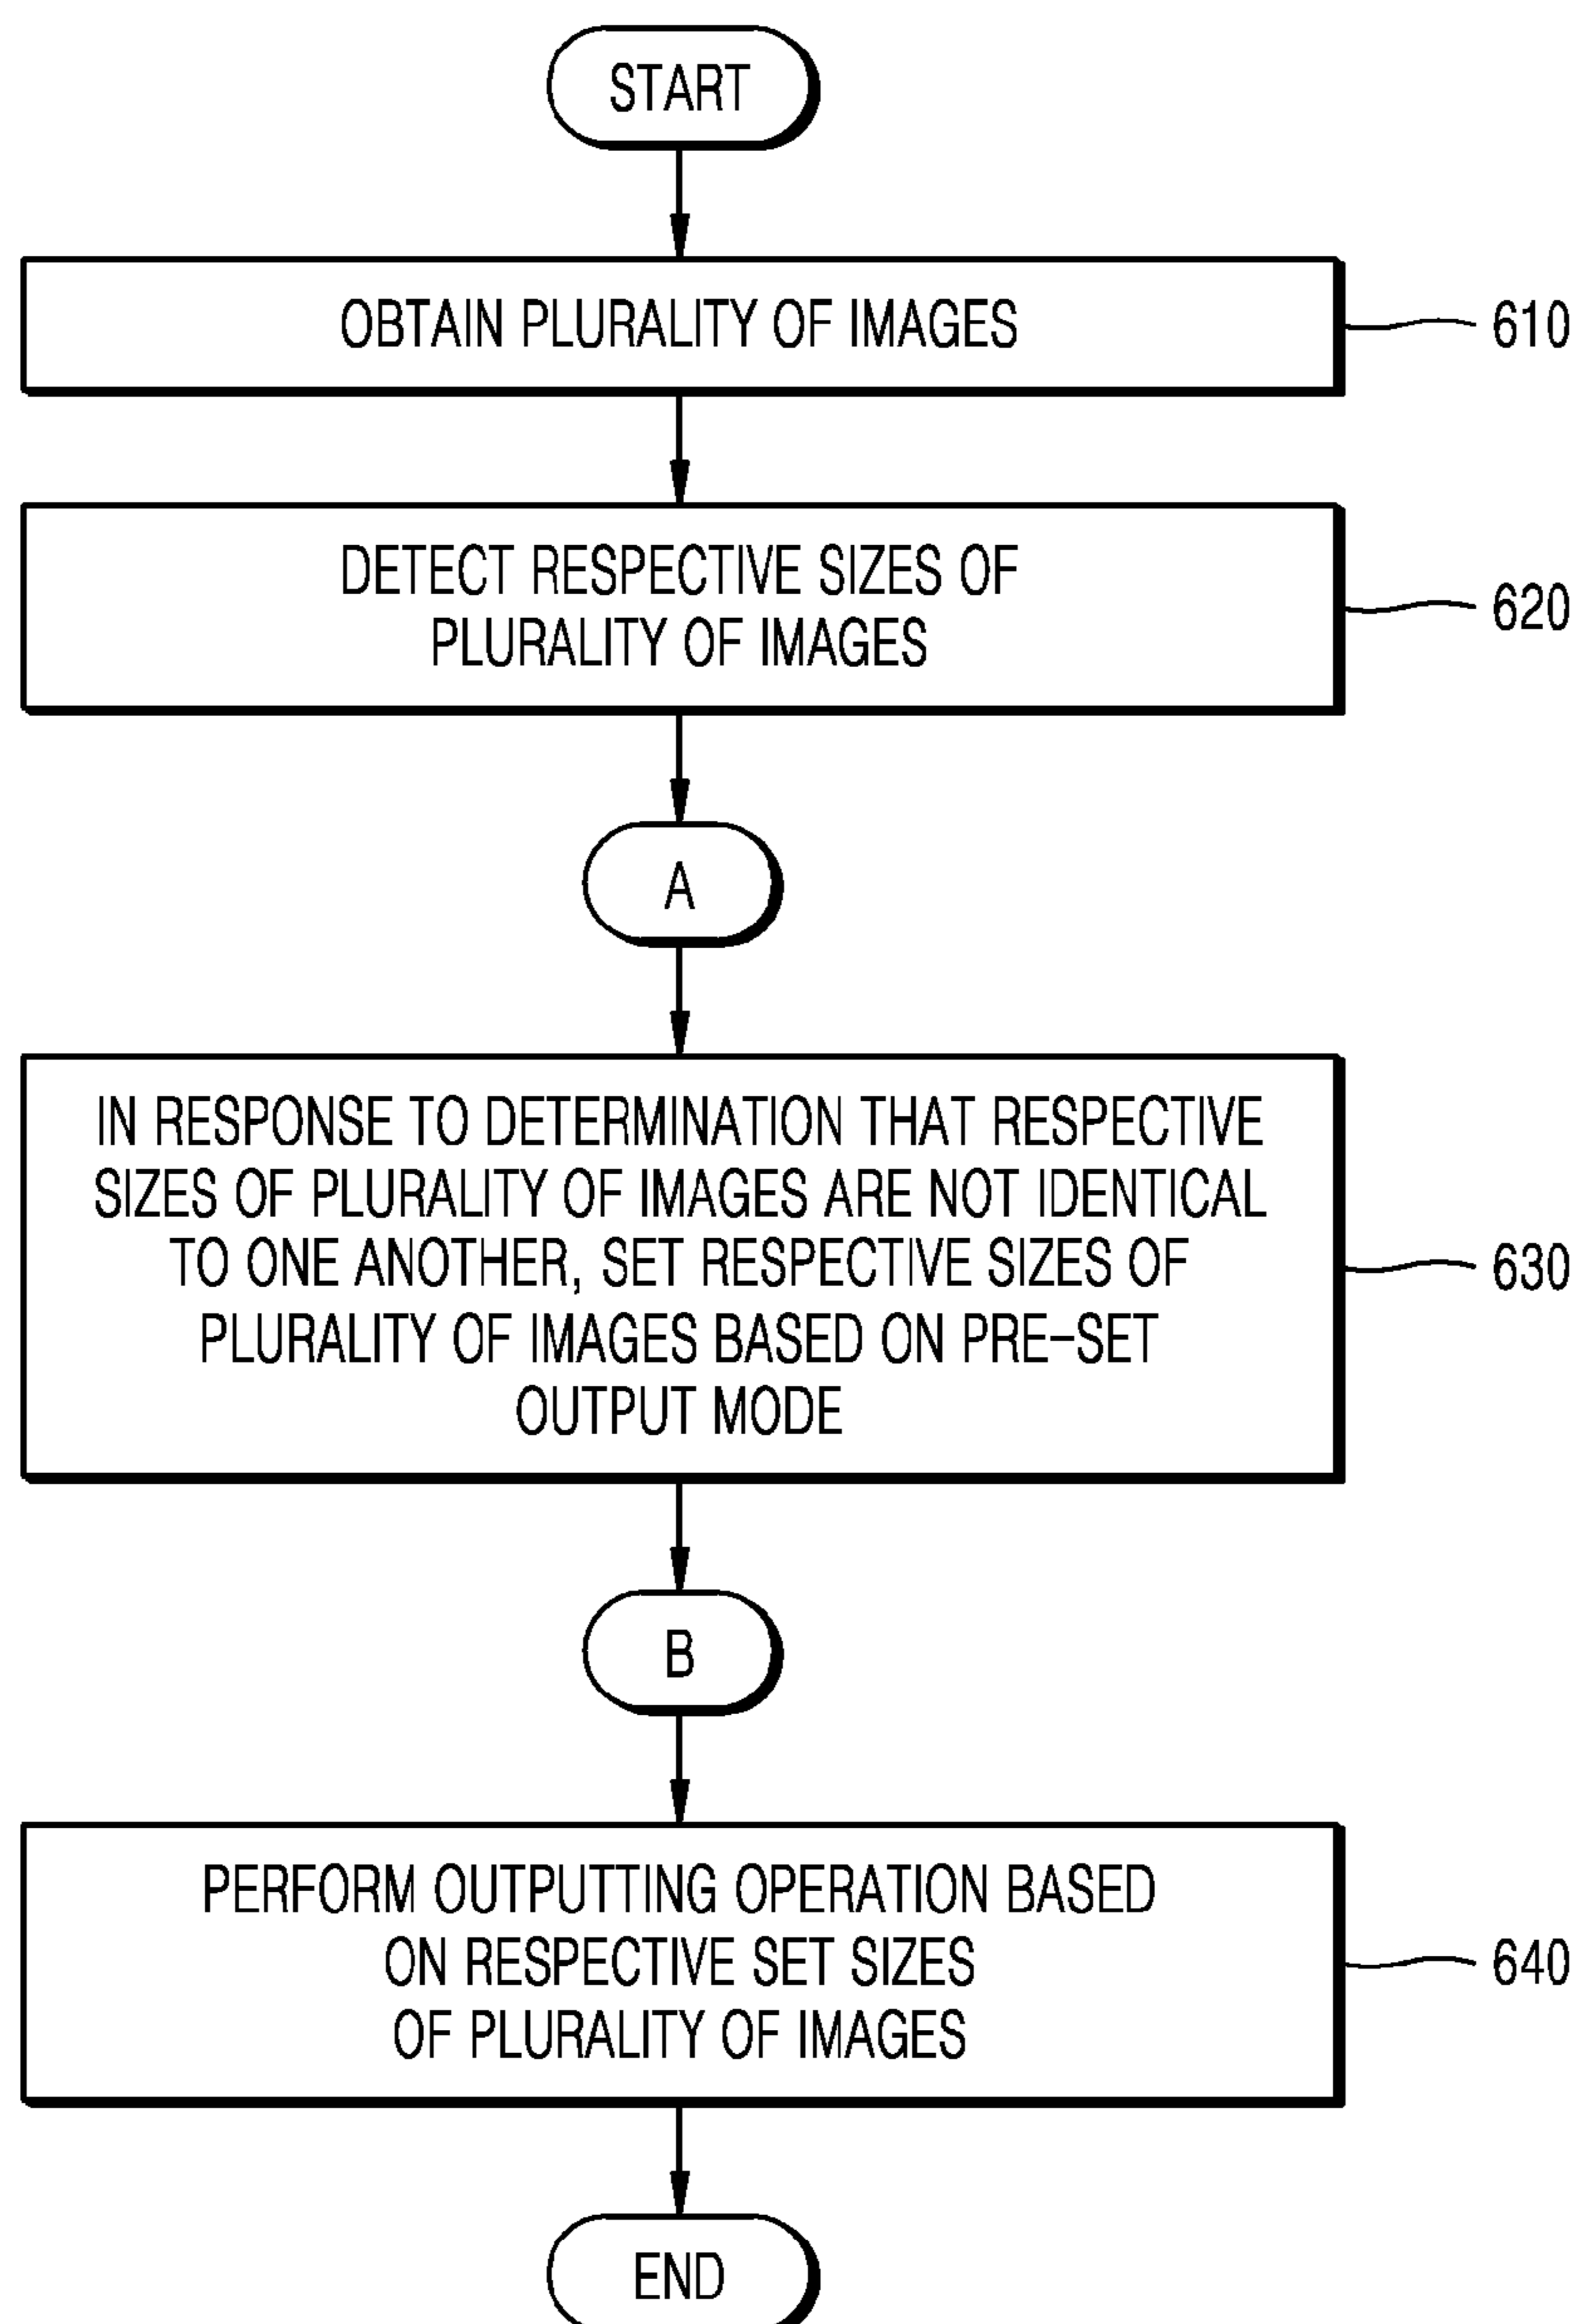 START
OBTAIN PLURALITY OF IMAGES
610
DETECT RESPECTIVE SIZES OF
PLURALITY OF IMAGES
620
A
IN RESPONSE TO DETERMINATION THAT RESPECTIVE
SIZES OF PLURALITY OF IMAGES ARE NOT IDENTICAL
TO ONE ANOTHER, SET RESPECTIVE SIZES OF
PLURALITY OF IMAGES BASED ON PRE-SET
OUTPUT MODE
630
B
PERFORM OUTPUTTING OPERATION BASED
ON RESPECTIVE SET SIZES
OF PLURALITY OF IMAGES
640
END